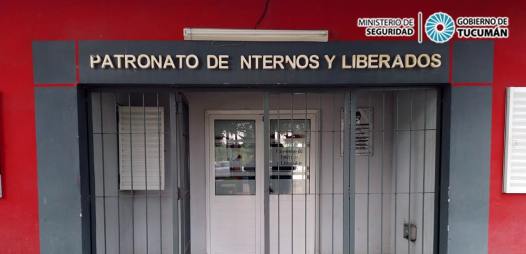 MINISTERIO DE
SEGURIDAD
GOBIERNO DE
TUCUMÁN
PATRONATO DE NTERNOS Y LIBERADOS